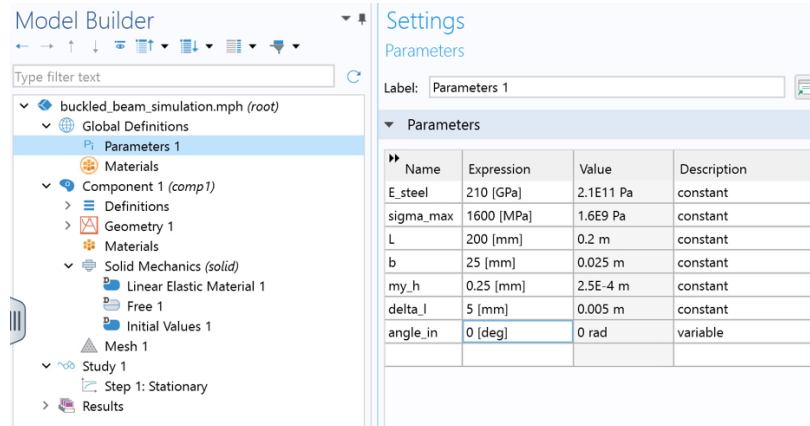 Model Builder
Type filter text
buckled_beam_simulation.mph (root)
Global Definitions
Pi Parameters 1
Materials
Component 1 (comp1)
Definitions
Geometry 1
Materials
Solid Mechanics (solid)
Linear Elastic Material 1
Free 1
Initial Values 1
Mesh 1
Study 1
Step 1: Stationary
Results
Settings
Parameters
Label: Parameters 1
Parameters
Name Expression Value Description
E_steel 210 [GPa] 2.1E11 Pa constant
sigma_max 1600 [MPa] 1.6E9 Pa constant
L 200 [mm] 0.2 m constant
b 25 [mm] 0.025 m constant
my_h 0.25 [mm] 2.5E-4 m constant
delta_l 5 [mm] 0.005 m constant
angle_in 0 [deg] 0 rad variable